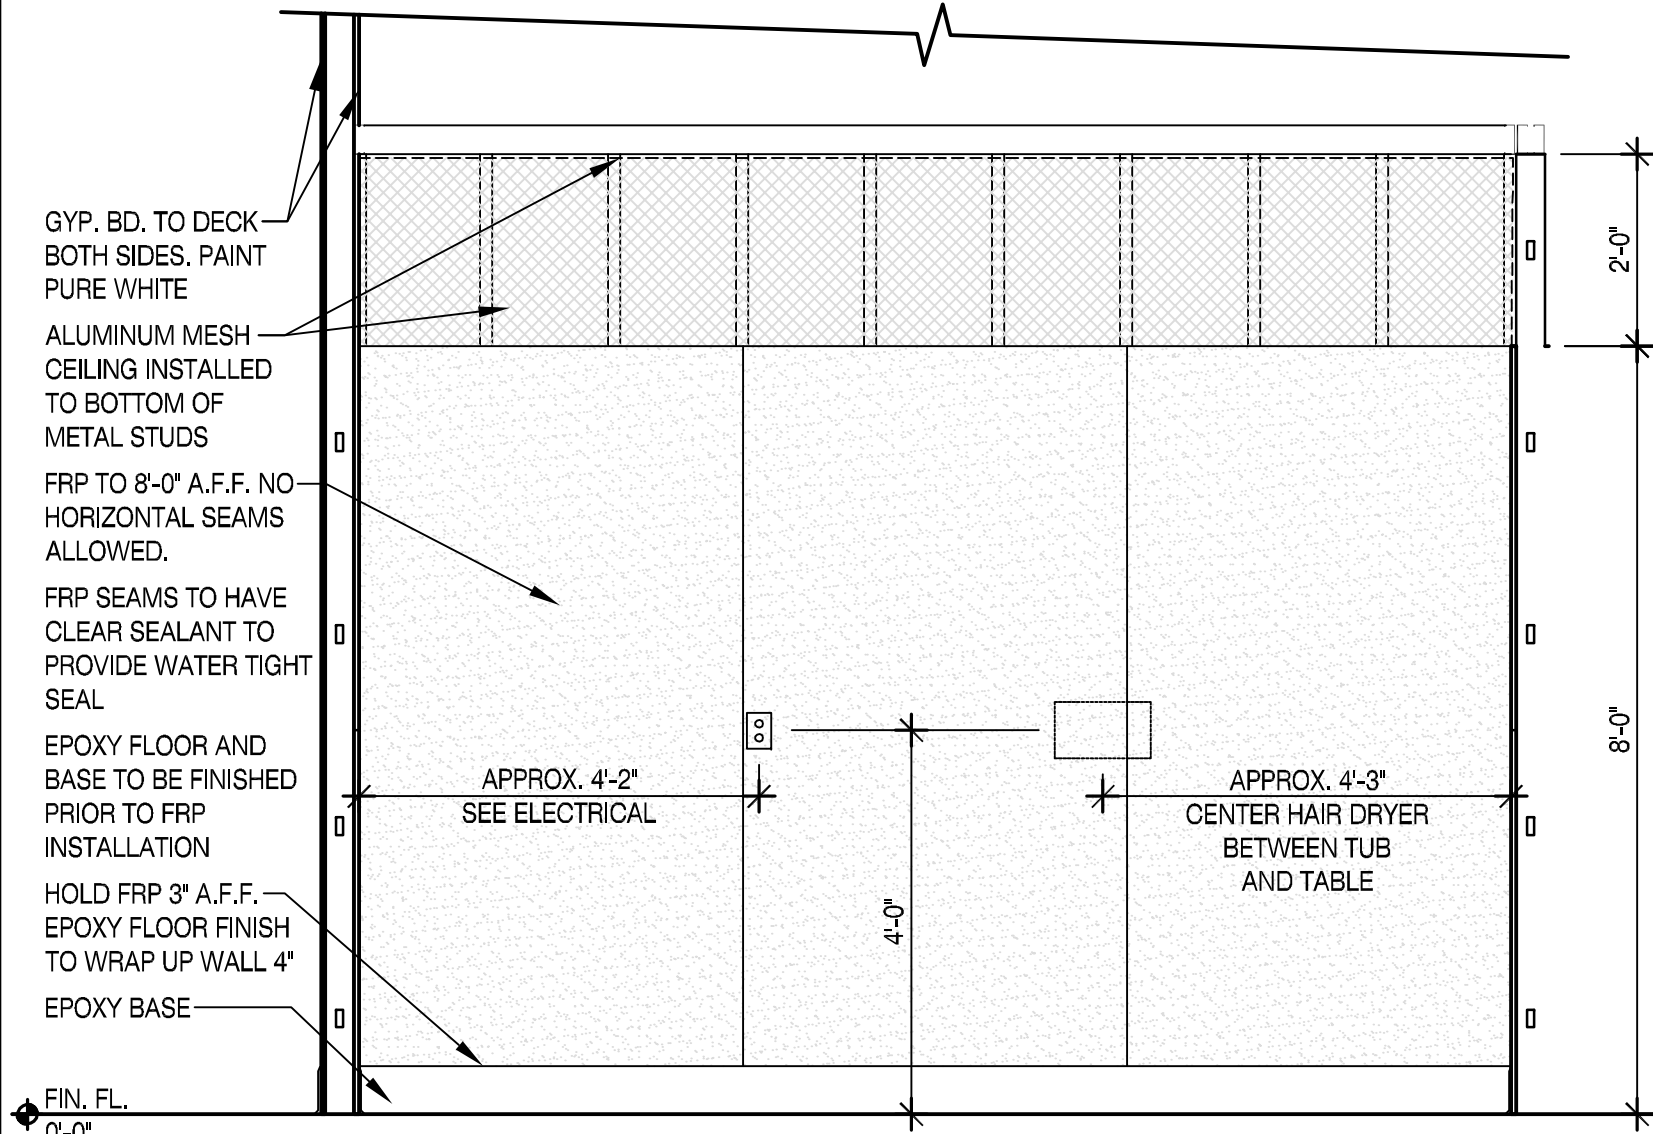 GYP. BD. TO DECK
BOTH SIDES. PAINT
PURE WHITE
ALUMINUM MESH
CEILING INSTALLED
TO BOTTOM OF
METAL STUDS
FRP TO 8'-0" A.F.F. NO
HORIZONTAL SEAMS
ALLOWED.
FRP SEAMS TO HAVE
CLEAR SEALANT TO
PROVIDE WATER TIGHT
SEAL
EPOXY FLOOR AND
BASE TO BE FINISHED
PRIOR TO FRP
INSTALLATION
HOLD FRP 3" A.F.F.
EPOXY FLOOR FINISH
TO WRAP UP WALL 4"
EPOXY BASE
FIN. FL.
0'-0"
APPROX. 4'-2"
SEE ELECTRICAL
4'-0"
APPROX. 4'-3"
CENTER HAIR DRYER
BETWEEN TUB
AND TABLE
2'-0"
8'-0"